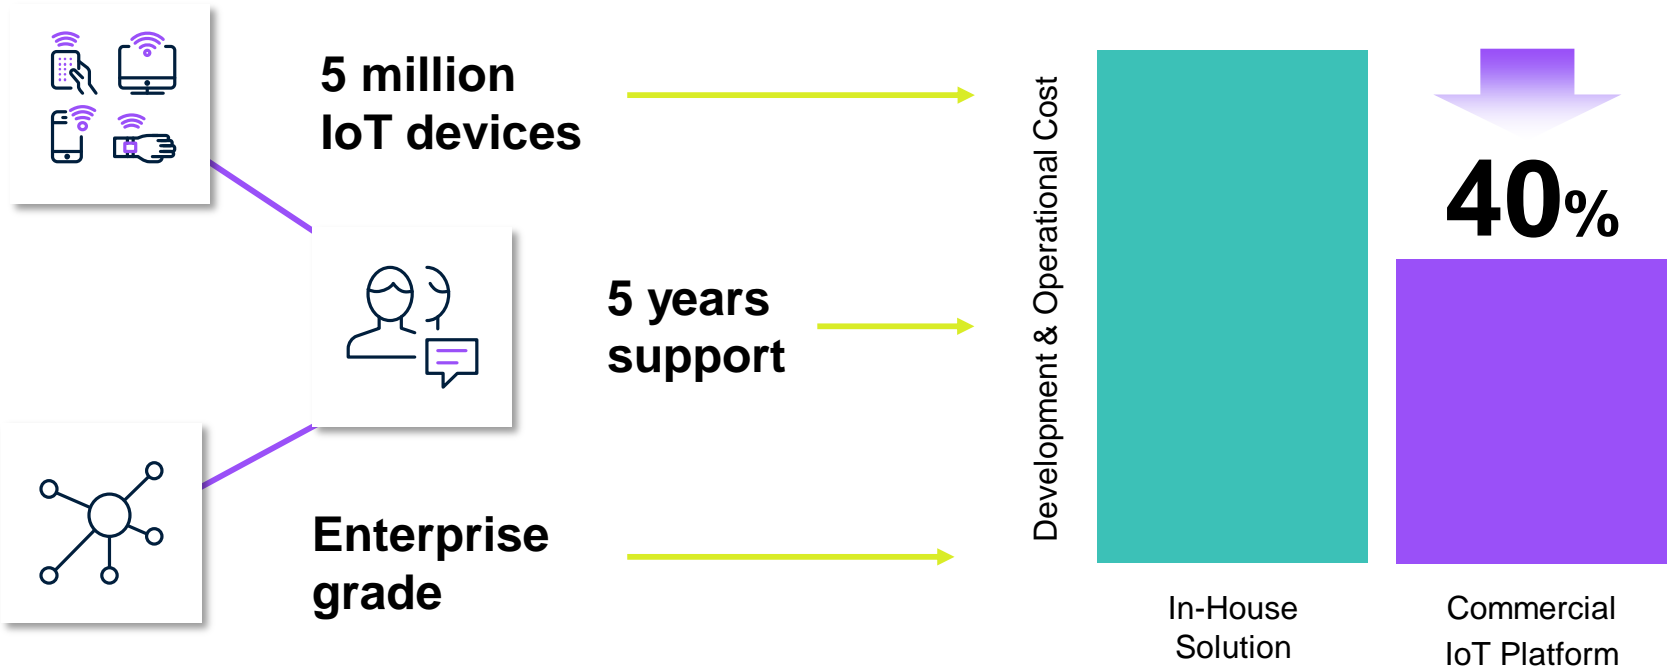 5 million
IoT devices
5 years
support
Enterprise
grade
Development & Operational Cost
40%
In-House
Solution
Commercial
IoT Platform